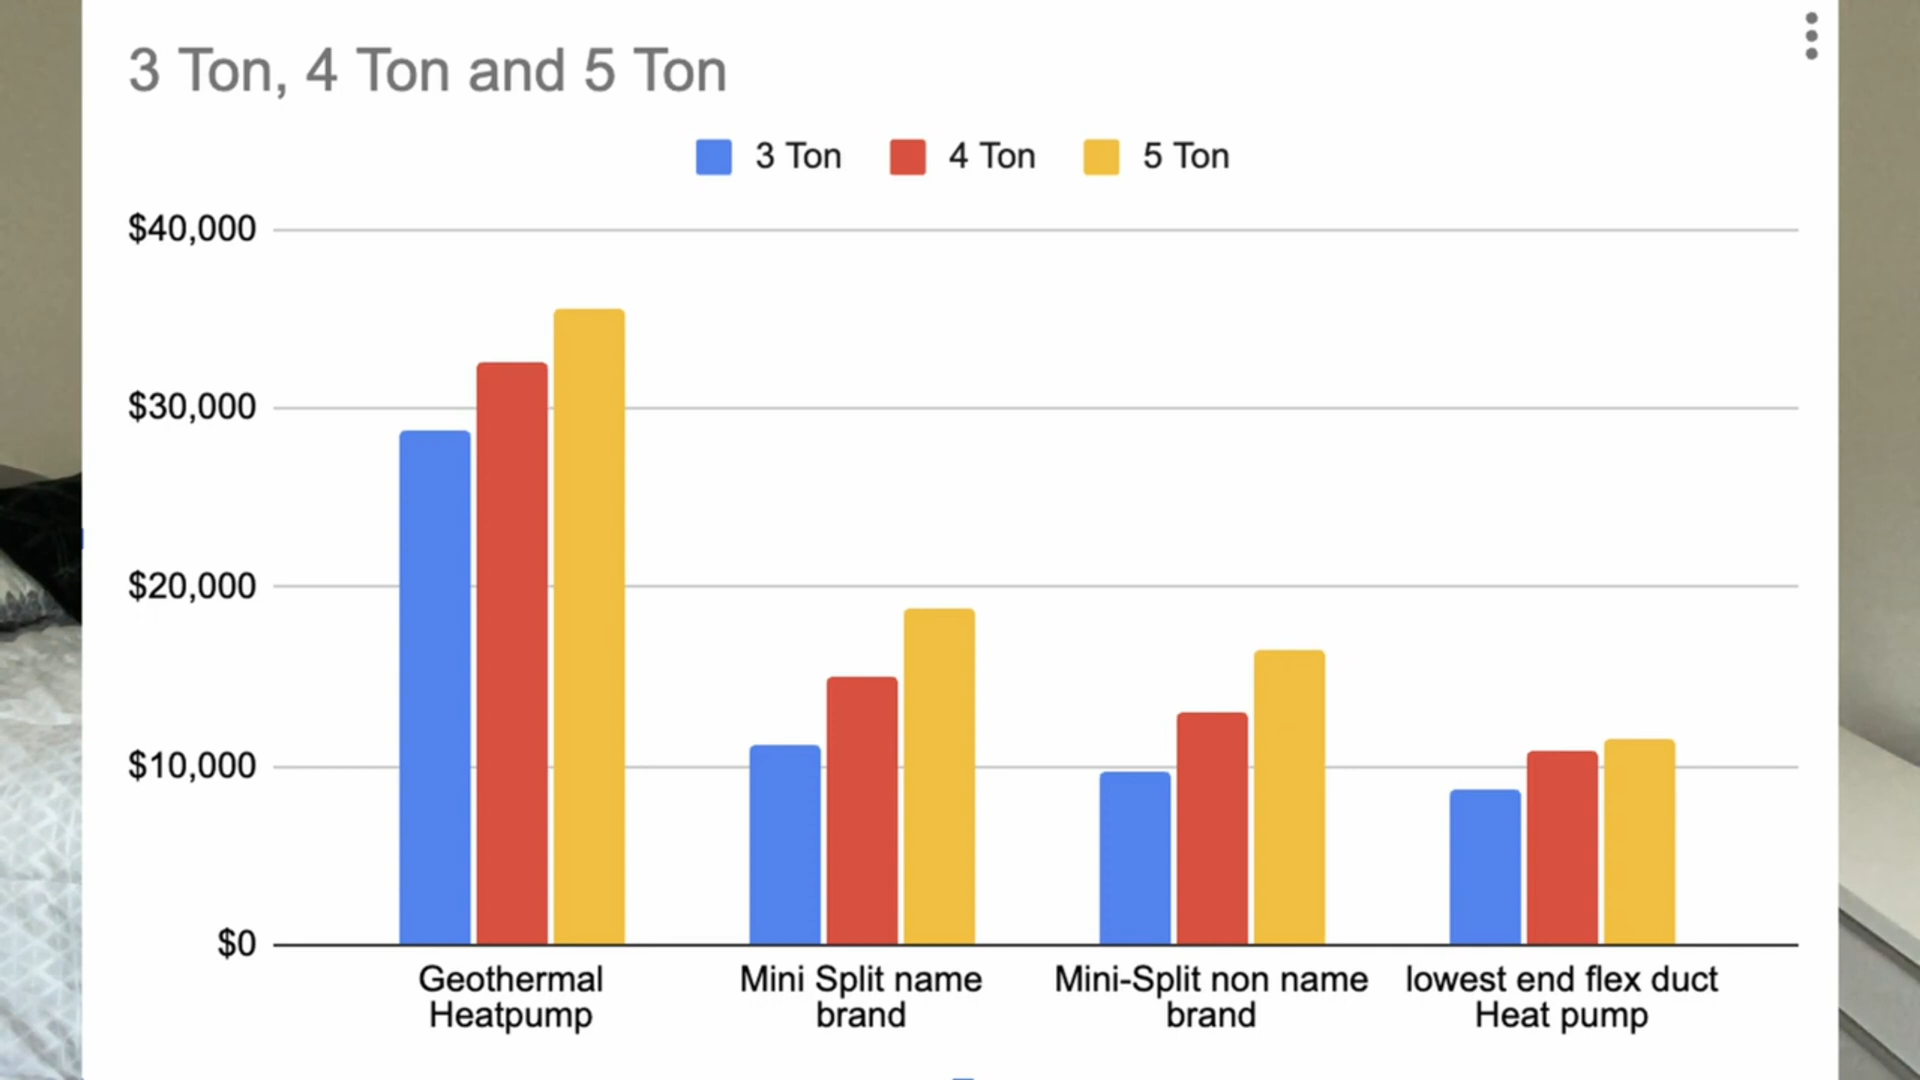 3 Ton, 4 Ton and 5 Ton
3 Ton
4 Ton
5 Ton
$40,000
$30,000
$20,000
$10,000
$0
Geothermal
Heatpump
Mini Split name
brand
Mini-Split non name
brand
lowest end flex duct
Heat pump